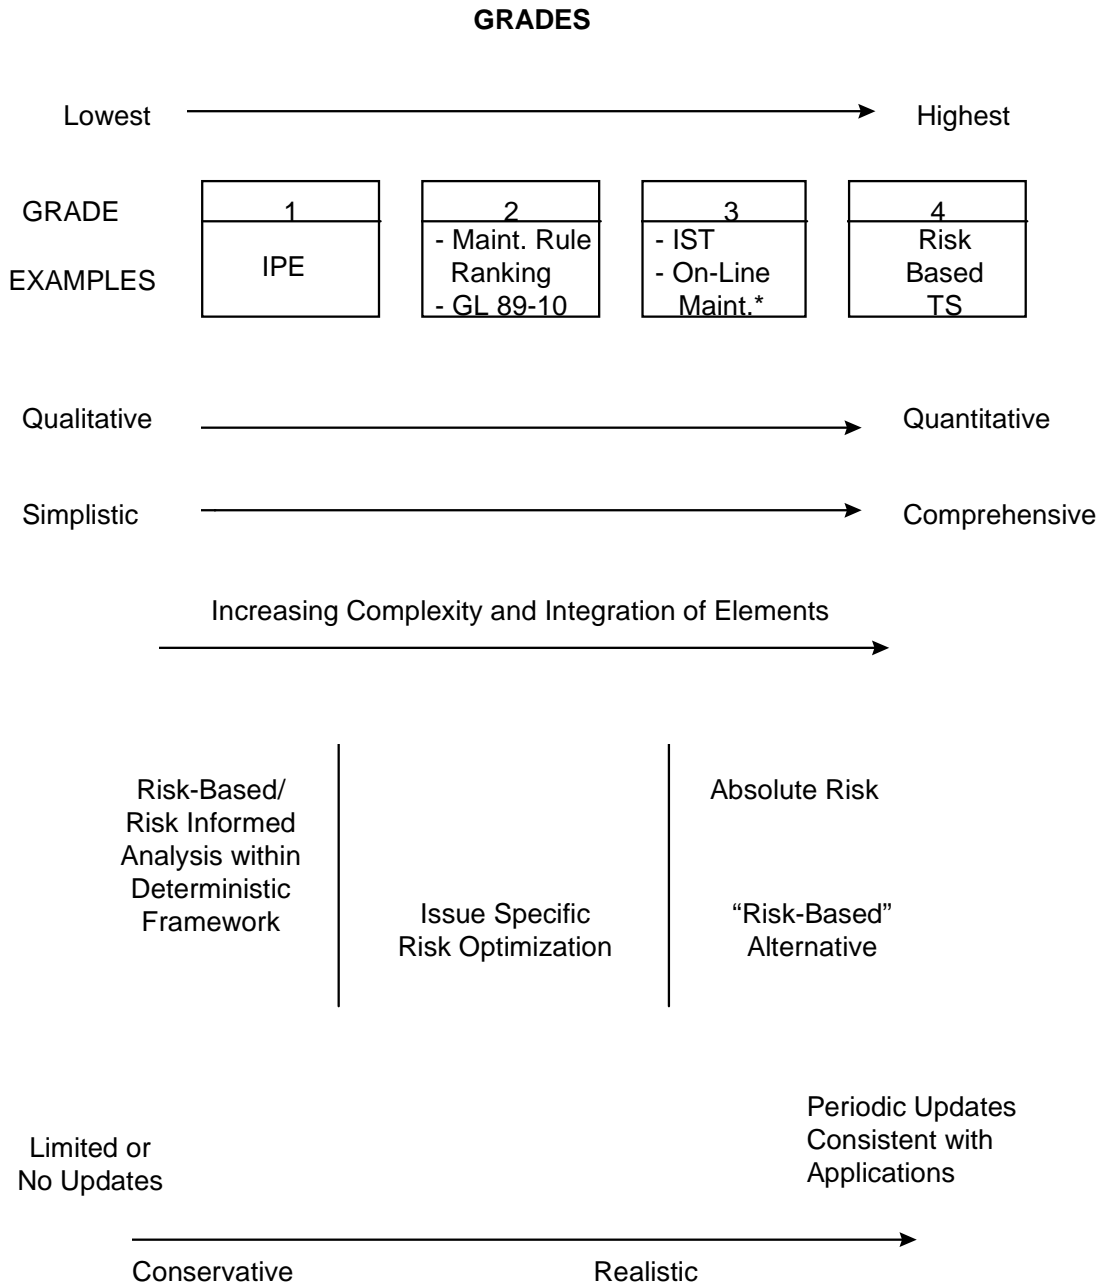 GRADES
Lowest
Highest
GRADE
1
2
3
4
EXAMPLES
IPE
- Maint. Rule
Ranking
- GL 89-10
- IST
- On-Line
Maint.*
Risk
Based
TS
Qualitative
Quantitative
Simplistic
Comprehensive
Increasing Complexity and Integration of Elements
Risk-Based/
Risk Informed
Analysis within
Deterministic
Framework
Issue Specific
Risk Optimization
Absolute Risk
“Risk-Based”
Alternative
Limited or
No Updates
Periodic Updates
Consistent with
Applications
Conservative
Realistic